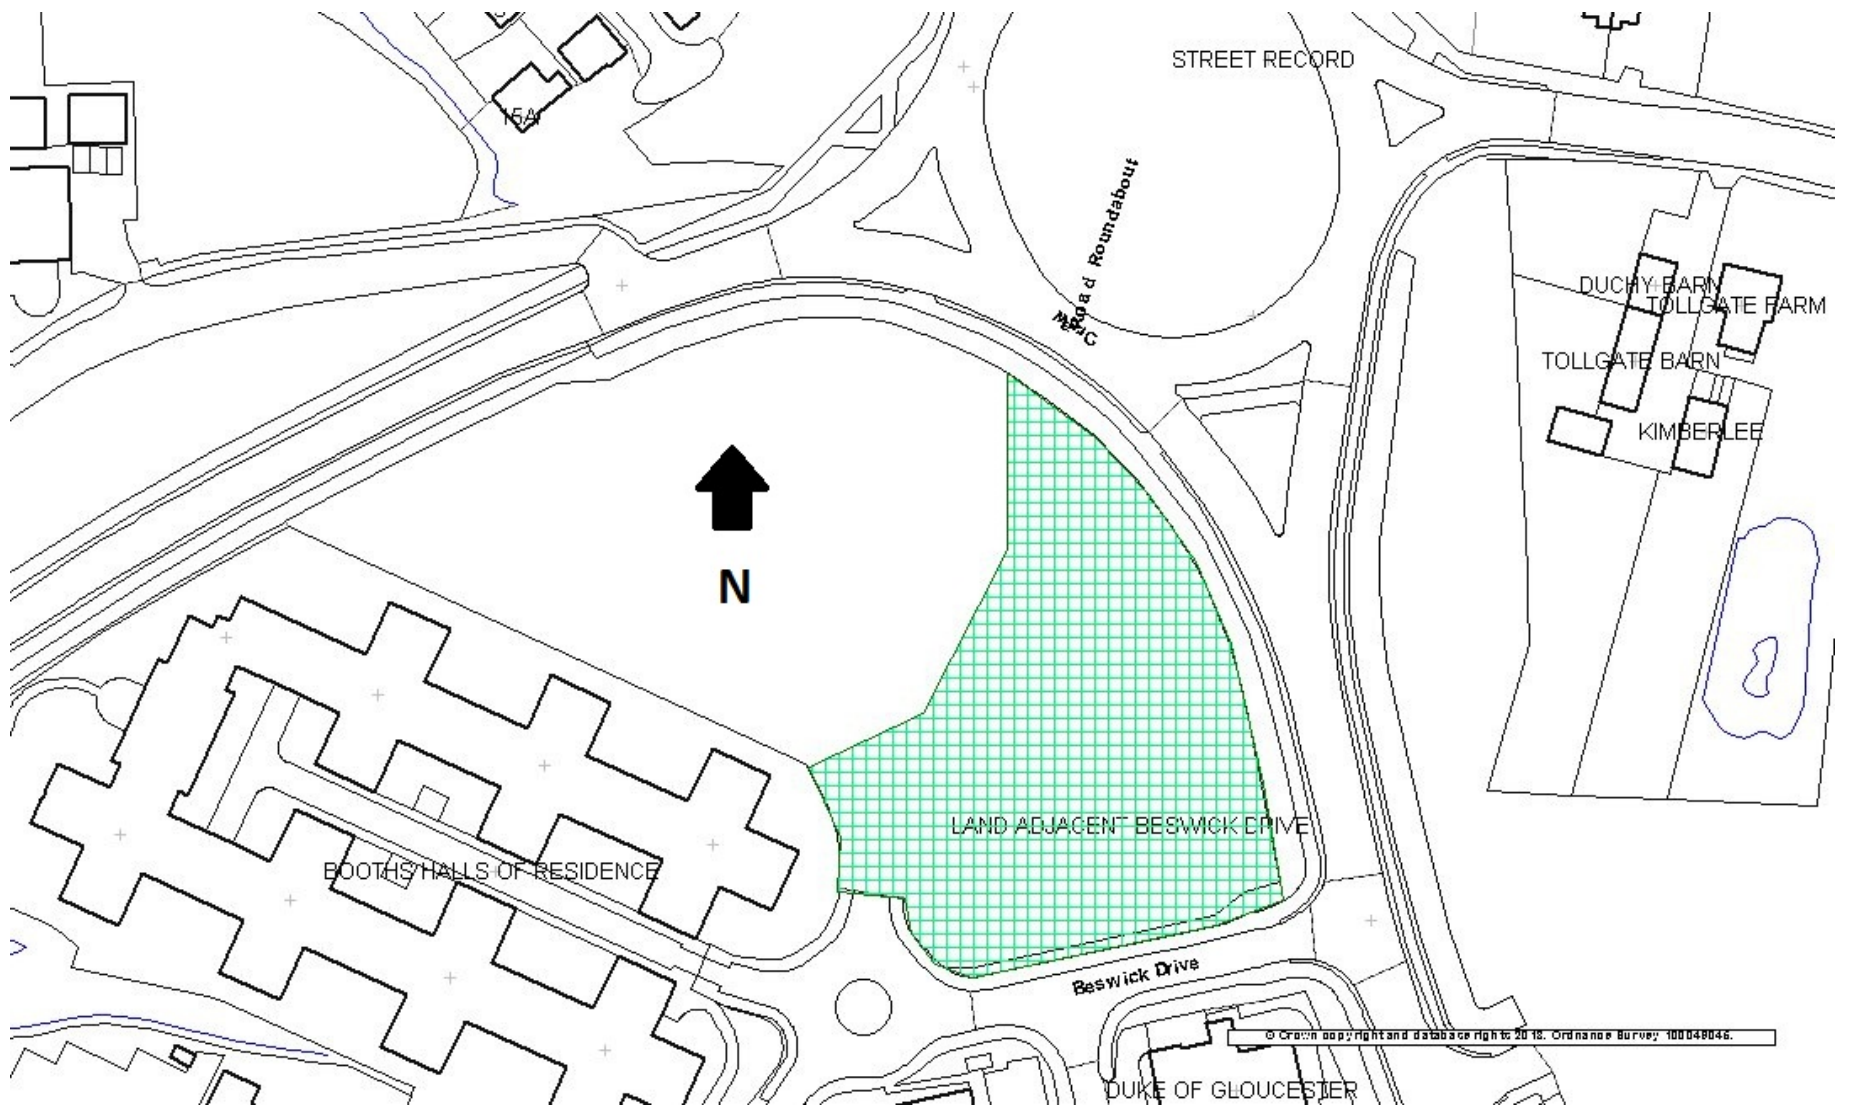 STREET RECORD
15A
Road Roundabout
DUCHY BARN
TOLLGATE FARM
TOLLGATE BARN
KIMBERLEE
N
LAND ADJACENT BESWICK DRIVE
BOOTHS HALLS OF RESIDENCE
Beswick Drive
© Crown copyright and database rights 2018. Ordnance Survey 100049046.
DUKE OF GLOUCESTER